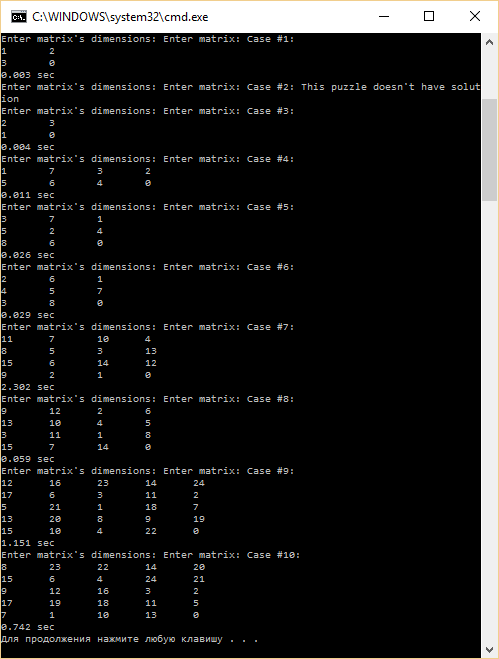 C:\WINDOWS\system32\cmd.exe
Enter matrix's dimensions: Enter matrix: Case #1:
1 2
3 0
0.003 sec
Enter matrix's dimensions: Enter matrix: Case #2: This puzzle doesn't have solut
ion
Enter matrix's dimensions: Enter matrix: Case #3:
2 3
1 0
0.004 sec
Enter matrix's dimensions: Enter matrix: Case #4:
1 7 3 2
5 6 4 0
0.011 sec
Enter matrix's dimensions: Enter matrix: Case #5:
3 7 1
5 2 4
8 6 0
0.026 sec
Enter matrix's dimensions: Enter matrix: Case #6:
2 6 1
4 5 7
3 8 0
0.029 sec
Enter matrix's dimensions: Enter matrix: Case #7:
11 7 10 4
8 5 3 13
15 6 14 12
9 2 1 0
2.302 sec
Enter matrix's dimensions: Enter matrix: Case #8:
9 12 2 6
13 10 4 5
3 11 1 8
15 7 14 0
0.059 sec
Enter matrix's dimensions: Enter matrix: Case #9:
12 16 23 14 24
17 6 3 11 2
5 21 1 18 7
13 20 8 9 19
15 10 4 22 0
1.151 sec
Enter matrix's dimensions: Enter matrix: Case #10:
8 23 22 14 20
15 6 4 24 21
9 12 16 3 2
17 19 18 11 5
7 1 10 13 0
0.742 sec
Для продолжения нажмите любую клавишу . . .